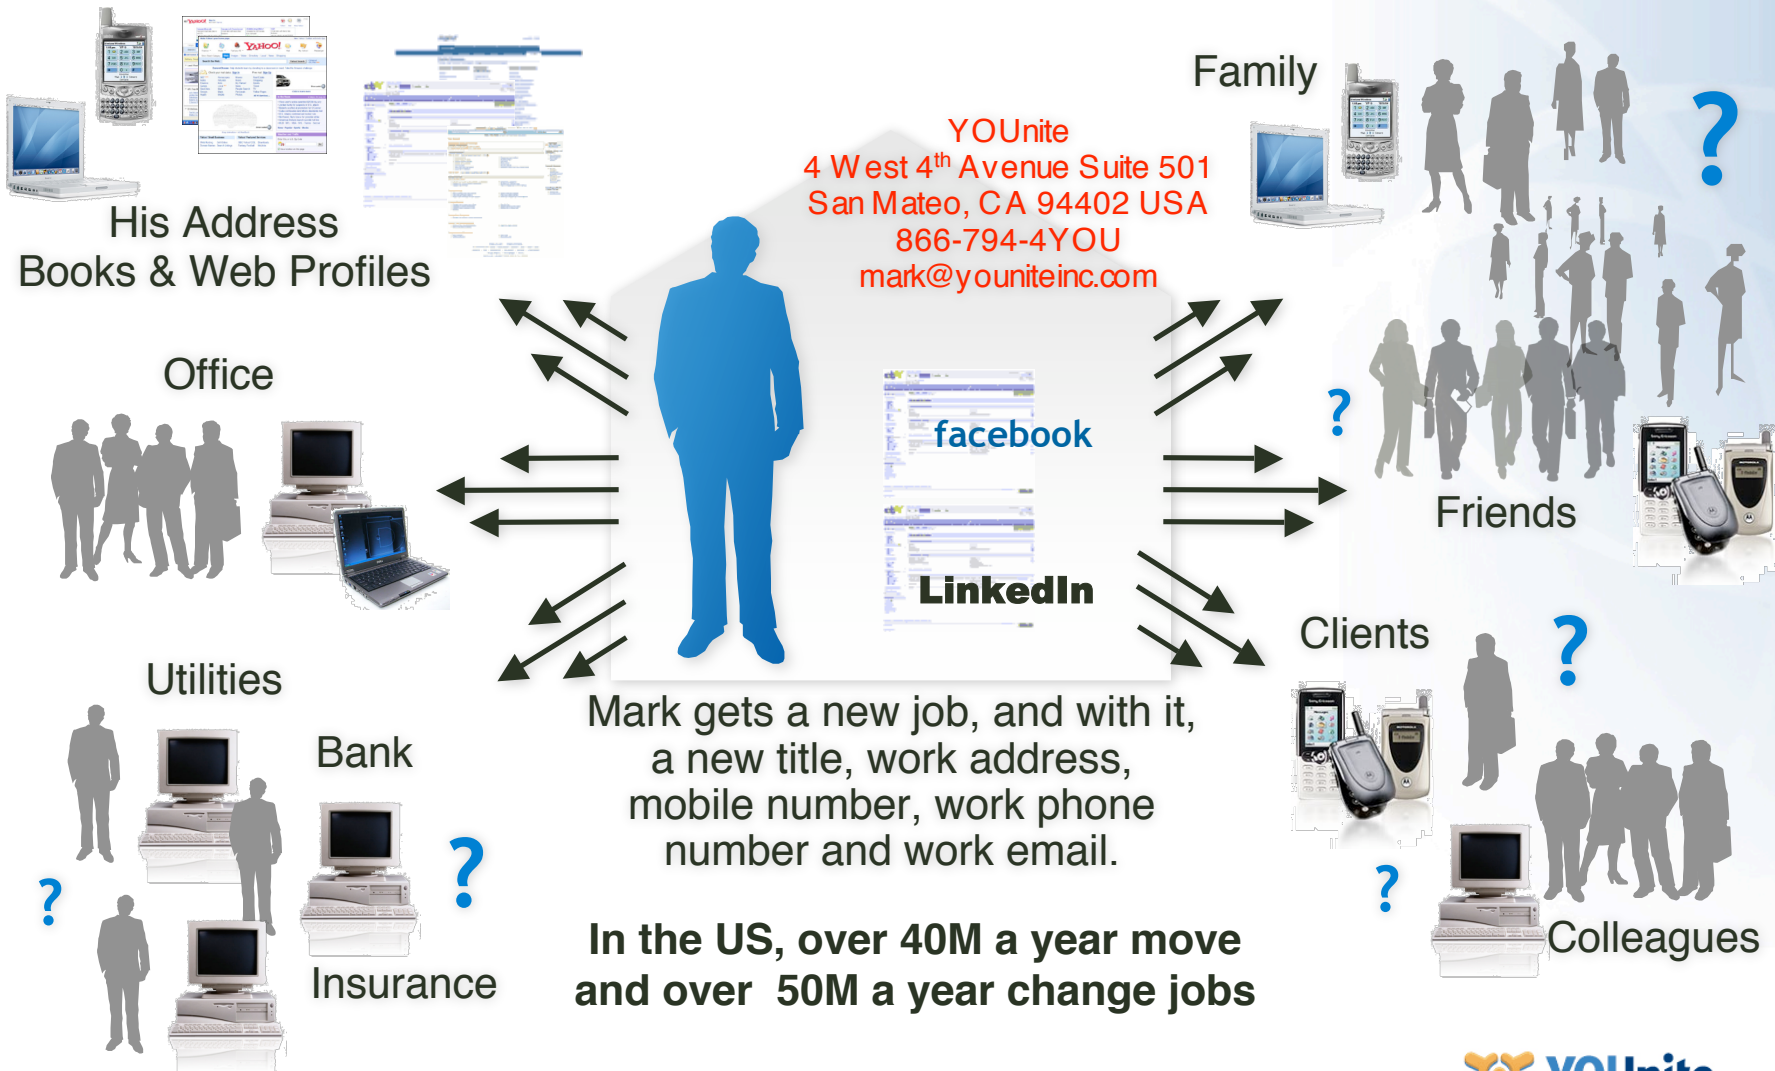 YAHOO!
His Address
Books & Web Profiles
Office
Utilities
Bank
Insurance
YOUnite
4 West 4th Avenue Suite 501
San Mateo, CA 94402 USA
866-794-4YOU
mark@youniteinc.com
facebook
LinkedIn
Mark gets a new job, and with it,
a new title, work address,
mobile number, work phone
number and work email.
In the US, over 40M a year move
and over 50M a year change jobs
Family
?
?
Friends
Clients
?
?
Colleagues
?
?
YOUnite